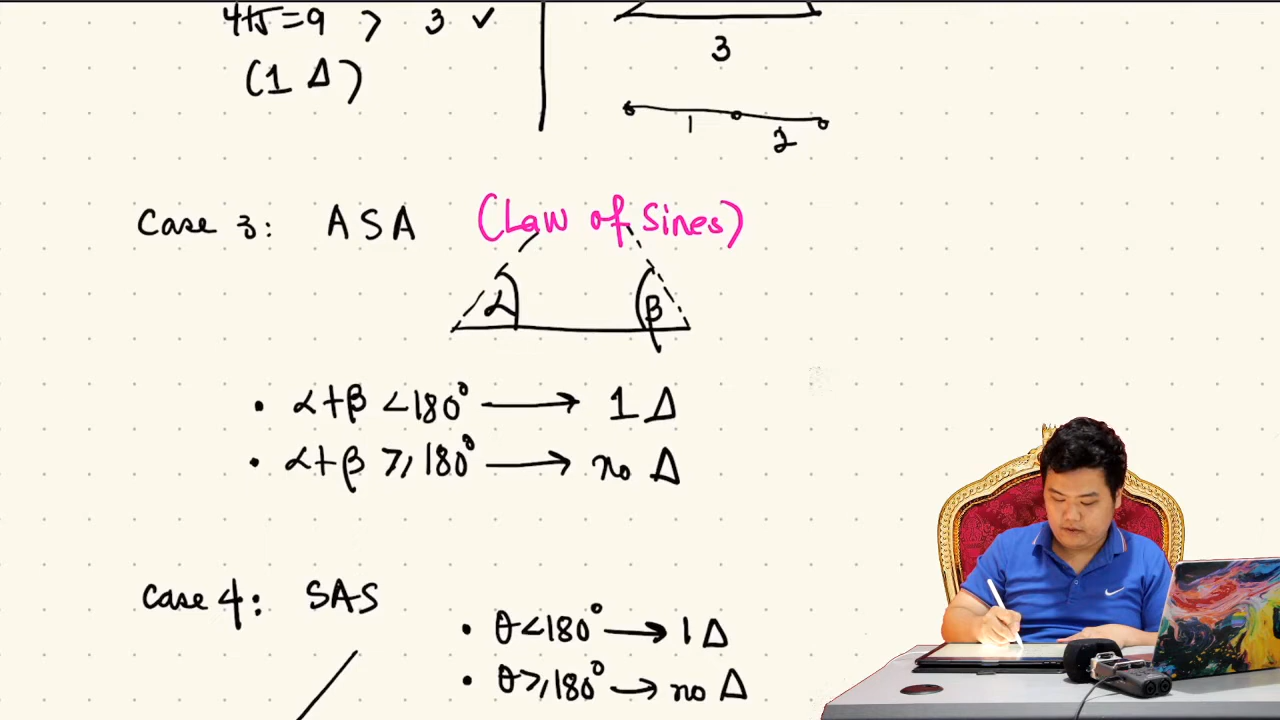 4+5=9 > 3 ✓
(1 Δ)
3
1 2
Case 3: ASA (Law of Sines)
α β
• α+β <180° → 1 Δ
• α+β ⩾ 180° → no Δ
Case 4: SAS
• θ<180° → 1 Δ
• θ⩾180° → no Δ